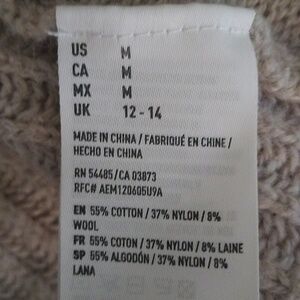 US M
CA M
MX M
UK 12 - 14
MADE IN CHINA / FABRIQUÉ EN CHINE /
HECHO EN CHINA
RN 54485 / CA 03873
RFC# AEM120605U9A
EN 55% COTTON / 37% NYLON / 8%
WOOL
FR 55% COTON / 37% NYLON / 8% LAINE
SP 55% ALGODÓN / 37% NYLON / 8%
LANA